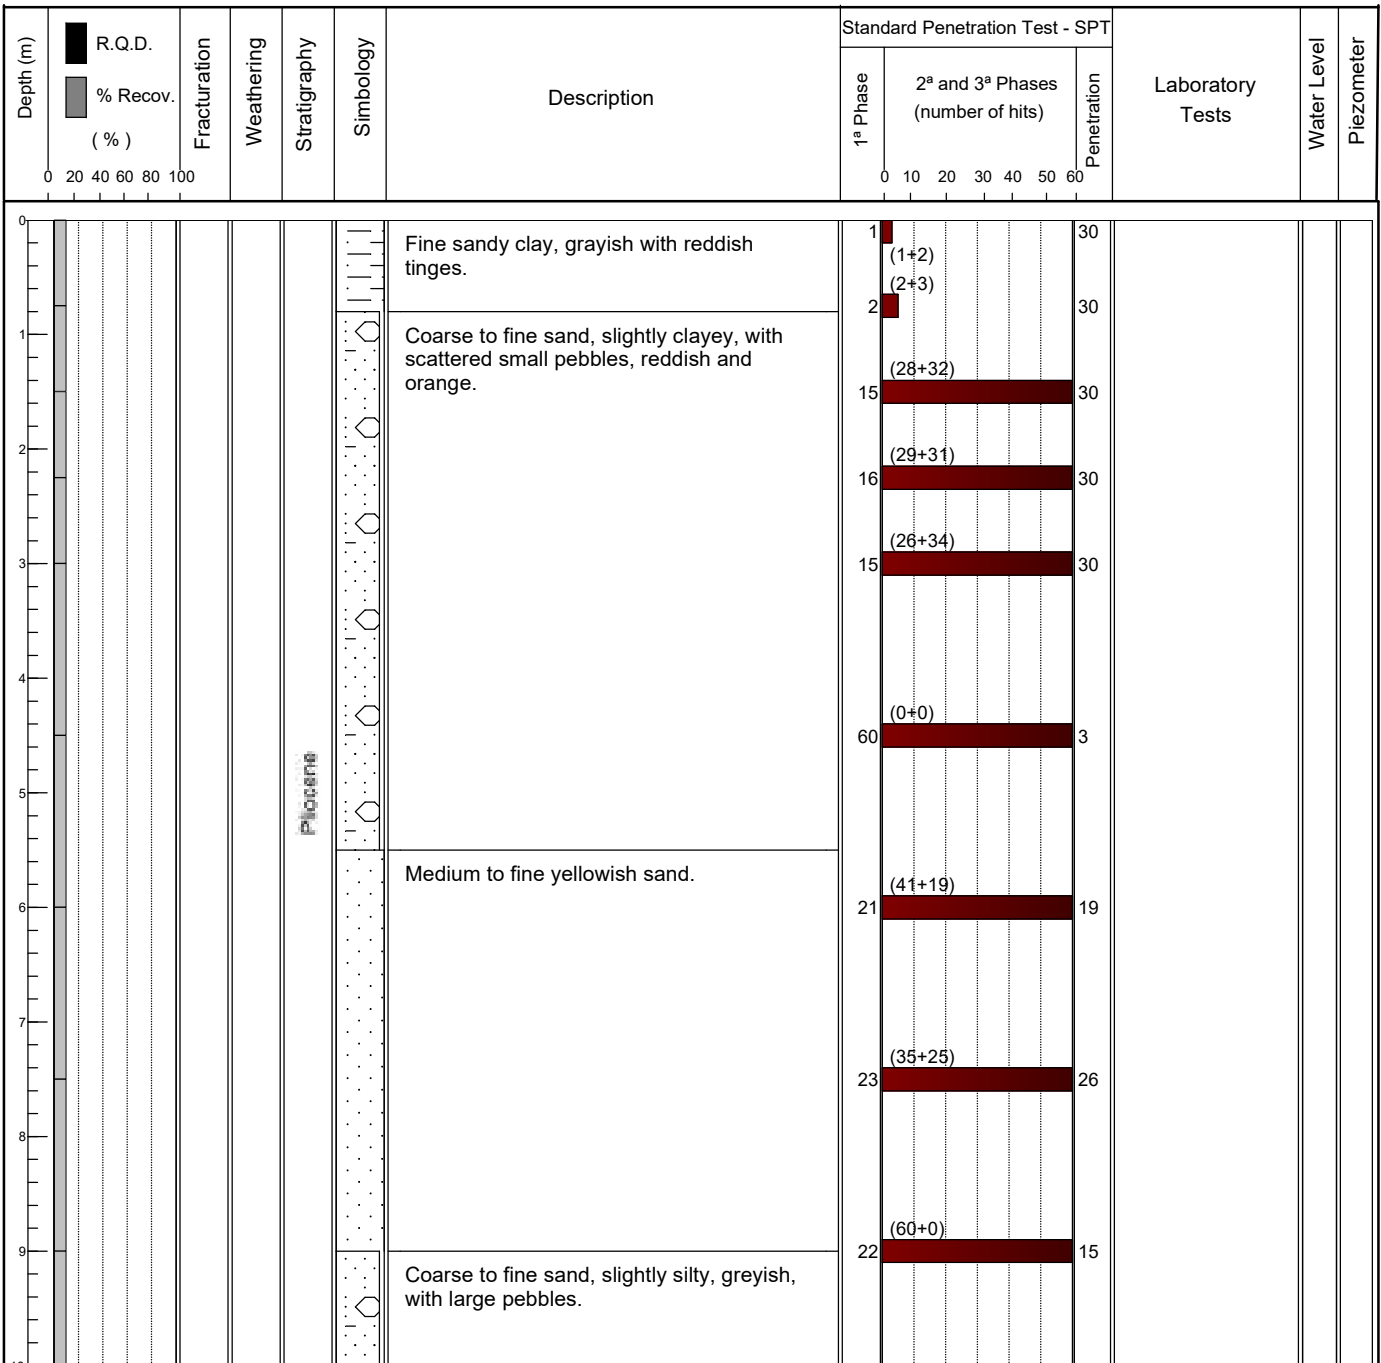 Depth (m)
R.Q.D.
% Recov.
( % )
0 20 40 60 80 100
Fracturation
Weathering
Stratigraphy
Simbology
Description
Standard Penetration Test - SPT
1ª Phase
2ª and 3ª Phases
(number of hits)
0 10 20 30 40 50 60
Penetration
Laboratory
Tests
Water Level
Piezometer
0
Fine sandy clay, grayish with reddish
tinges.
1 30
(1+2)
(2+3)
2 30
1
Coarse to fine sand, slightly clayey, with
scattered small pebbles, reddish and
orange.
(28+32)
15 30
2
(29+31)
16 30
(26+34)
3
15 30
4
(0+0)
60 3
Pliocene
5
Medium to fine yellowish sand.
(41+19)
6
21 19
7
(35+25)
23 26
8
(60+0)
9
22 15
Coarse to fine sand, slightly silty, greyish,
with large pebbles.